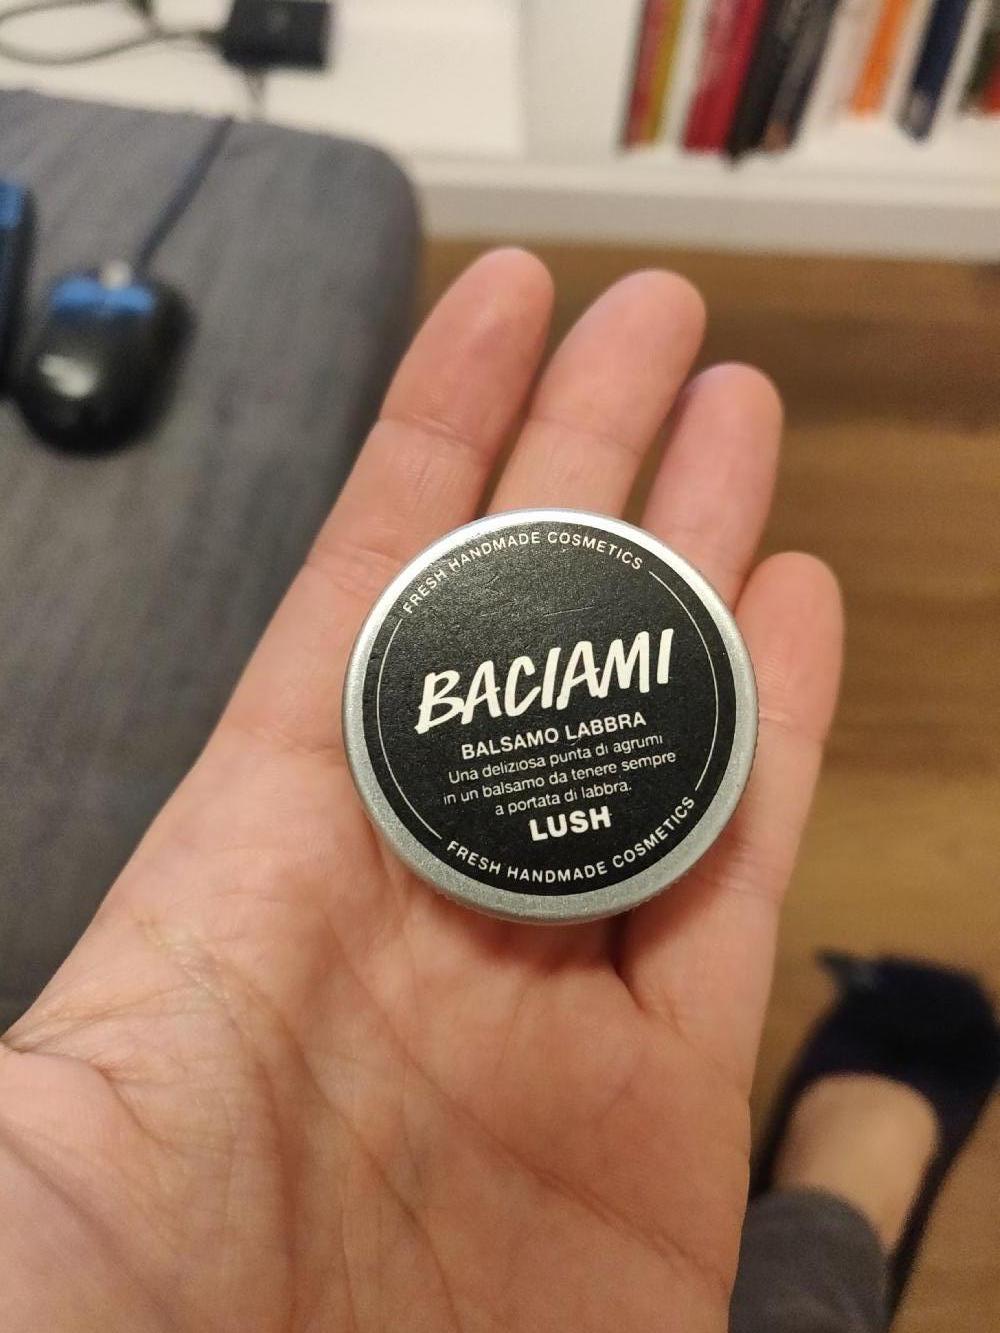 FRESH HANDMADE COSMETICS
BACIAMI
BALSAMO LABBRA
Una deliziosa punta di agrumi
in un balsamo da tenere sempre
a portata di labbra.
LUSH
FRESH HANDMADE COSMETICS